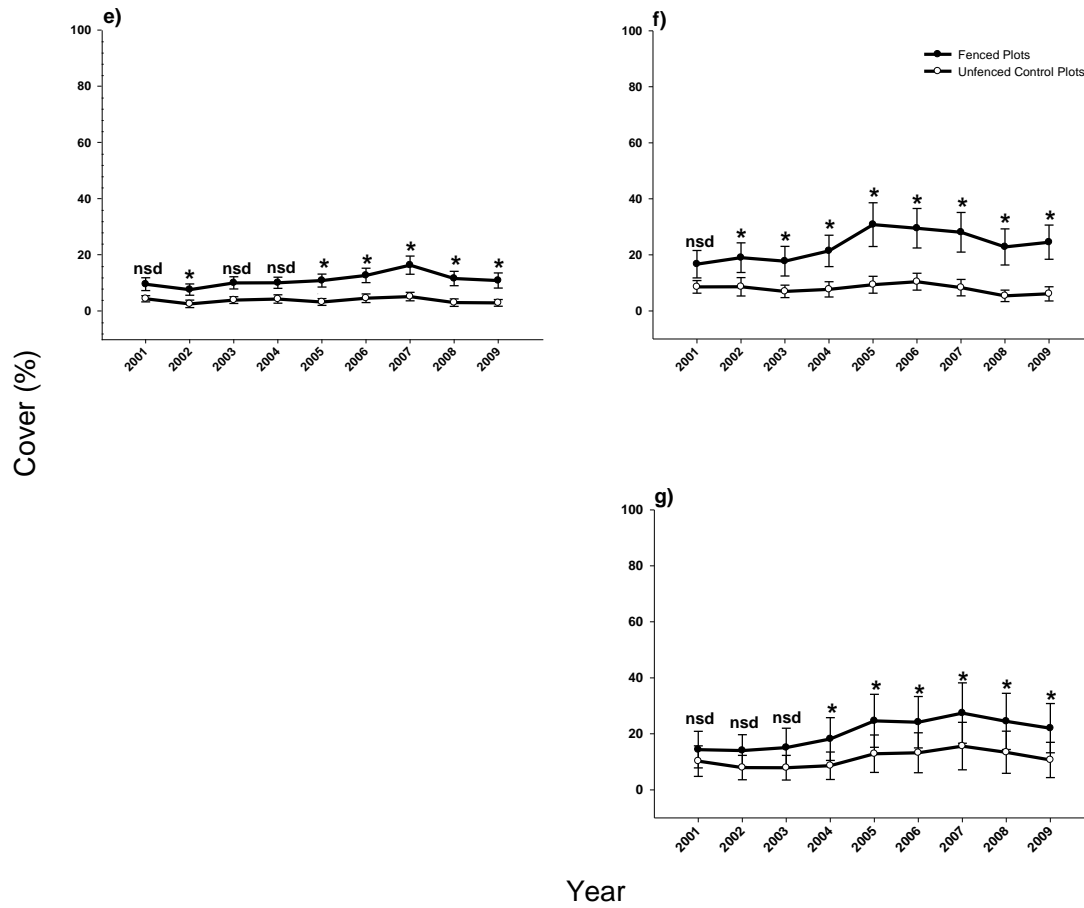 e)
100
80
60
40
20
0
nsd * nsd nsd * * * * *
2001 2002 2003 2004 2005 2006 2007 2008 2009
f)
Fenced Plots
Unfenced Control Plots
100
80
60
40
20
0
nsd * * * * * * * *
2001 2002 2003 2004 2005 2006 2007 2008 2009
Cover (%)
g)
100
80
60
40
20
0
nsd nsd nsd * * * * * *
2001 2002 2003 2004 2005 2006 2007 2008 2009
Year